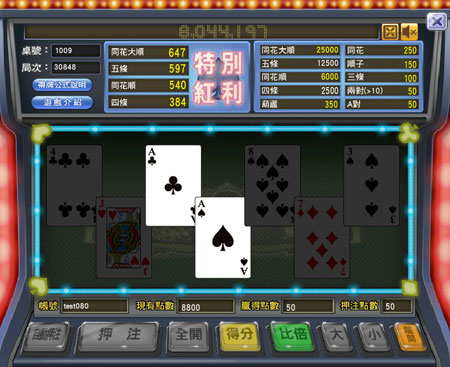 8,044,197
桌號： 1009
局次： 30848
遊戲介紹
同花大順 647
五條 597
同花順 540
四條 384
特別
紅利
同花大順 25000
五條 12500
同花順 6000
四條 2500
葫蘆 350
同花 250
順子 150
三條 100
兩對(>10) 50
A對 50
4
A
8
3
J
A
7
帳號 test080 現有點數 8800 贏得點數 50 押注點數 50
押注 全開 得分 比倍 大 小